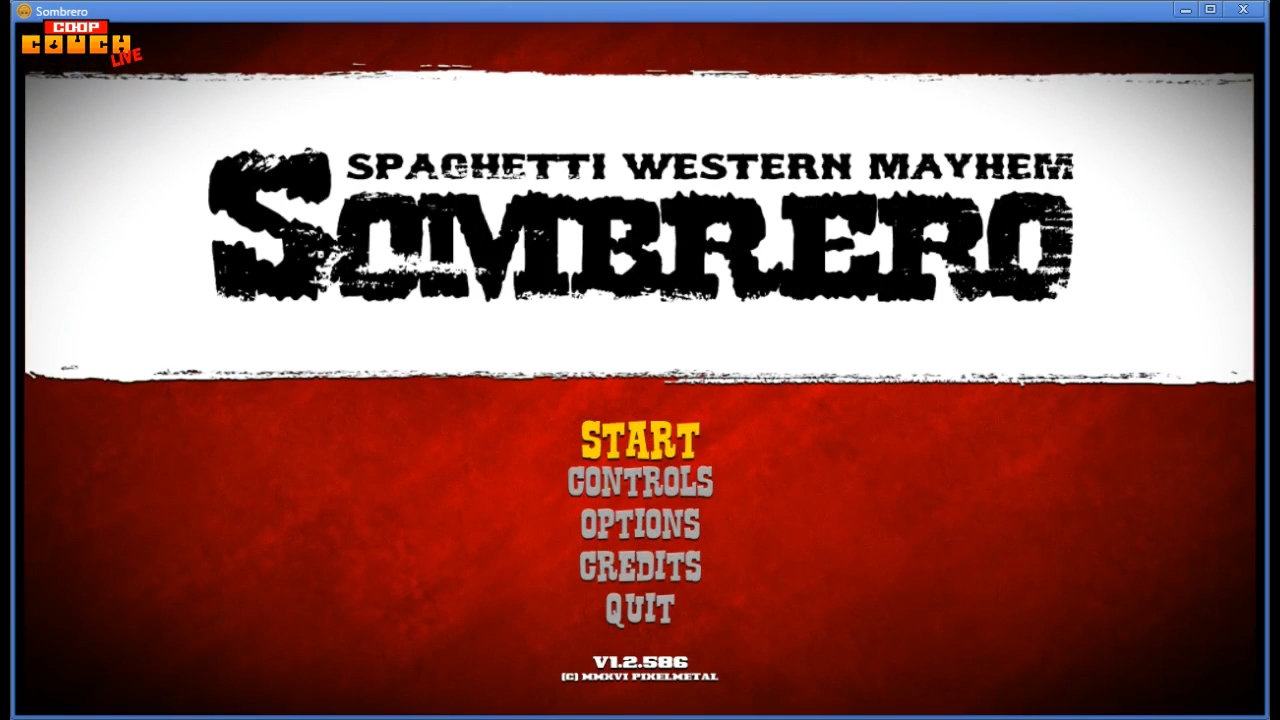 Sombrero
COOP
COUCH
LIVE
SPAGHETTI WESTERN MAYHEM
SOMBRERO
START
CONTROLS
OPTIONS
CREDITS
QUIT
V1.2.586
(C) MMXVI PIXELMETAL